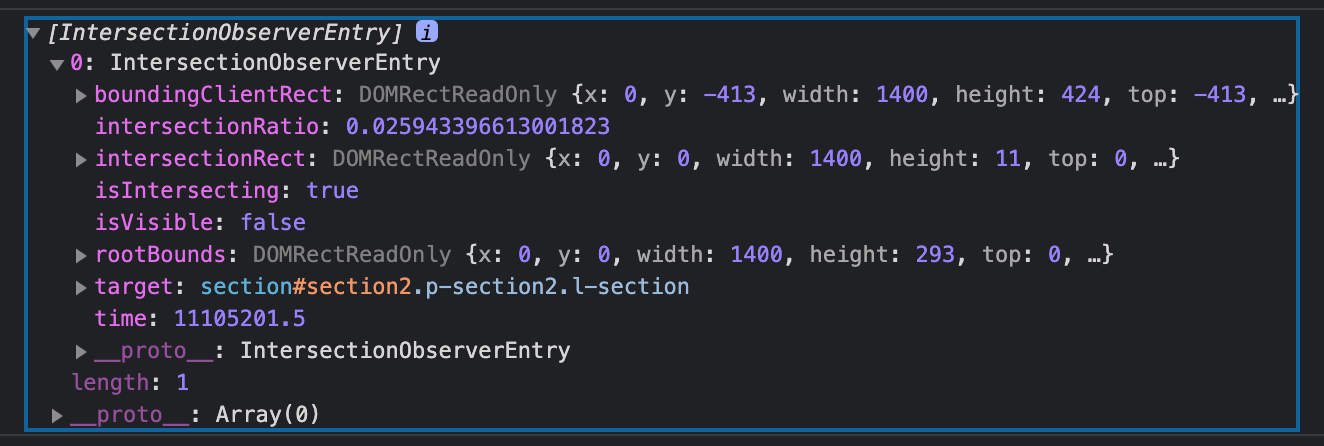 [IntersectionObserverEntry] i
0: IntersectionObserverEntry
boundingClientRect: DOMRectReadOnly {x: 0, y: -413, width: 1400, height: 424, top: -413, …}
intersectionRatio: 0.025943396613001823
intersectionRect: DOMRectReadOnly {x: 0, y: 0, width: 1400, height: 11, top: 0, …}
isIntersecting: true
isVisible: false
rootBounds: DOMRectReadOnly {x: 0, y: 0, width: 1400, height: 293, top: 0, …}
target: section#section2.p-section2.l-section
time: 11105201.5
__proto__: IntersectionObserverEntry
length: 1
__proto__: Array(0)